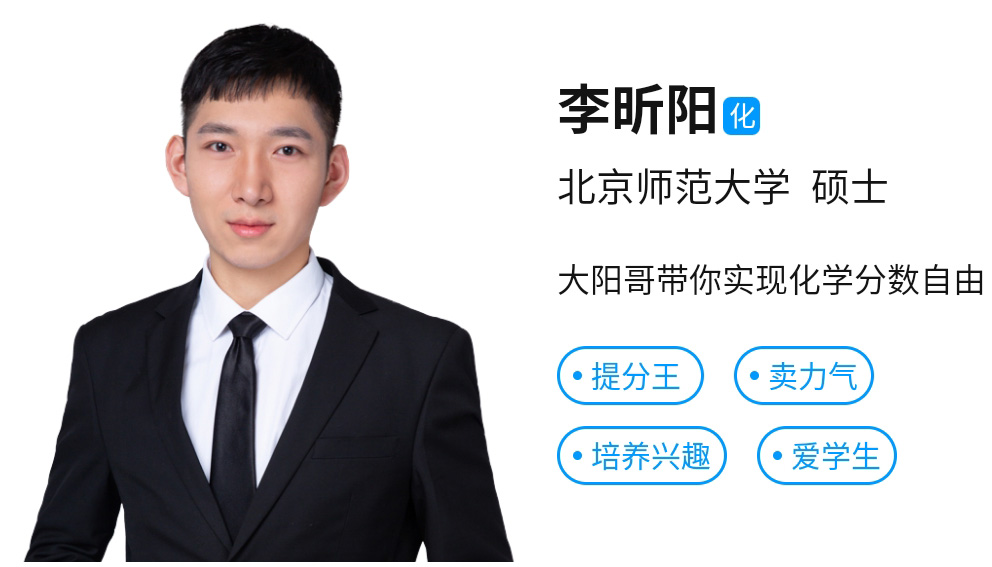 李昕阳 化
北京师范大学 硕士
大阳哥带你实现化学分数自由
• 提分王 • 卖力气
• 培养兴趣 • 爱学生